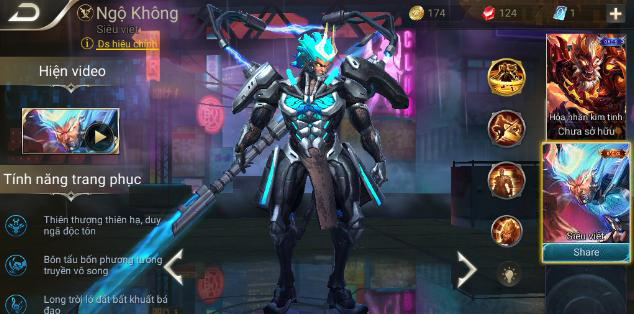 Ngộ Không
Siêu việt
174
124
1
Ds hiệu chỉnh
Hiện video
Tính năng trang phục
Thiên thượng thiên hạ, duy
ngã độc tôn
Bôn tẩu bốn phương tương
truyền vô song
Long trời lở đất bất khuất bá
đạo
Hỏa nhãn kim tinh
Chưa sở hữu
Siêu việt
Share